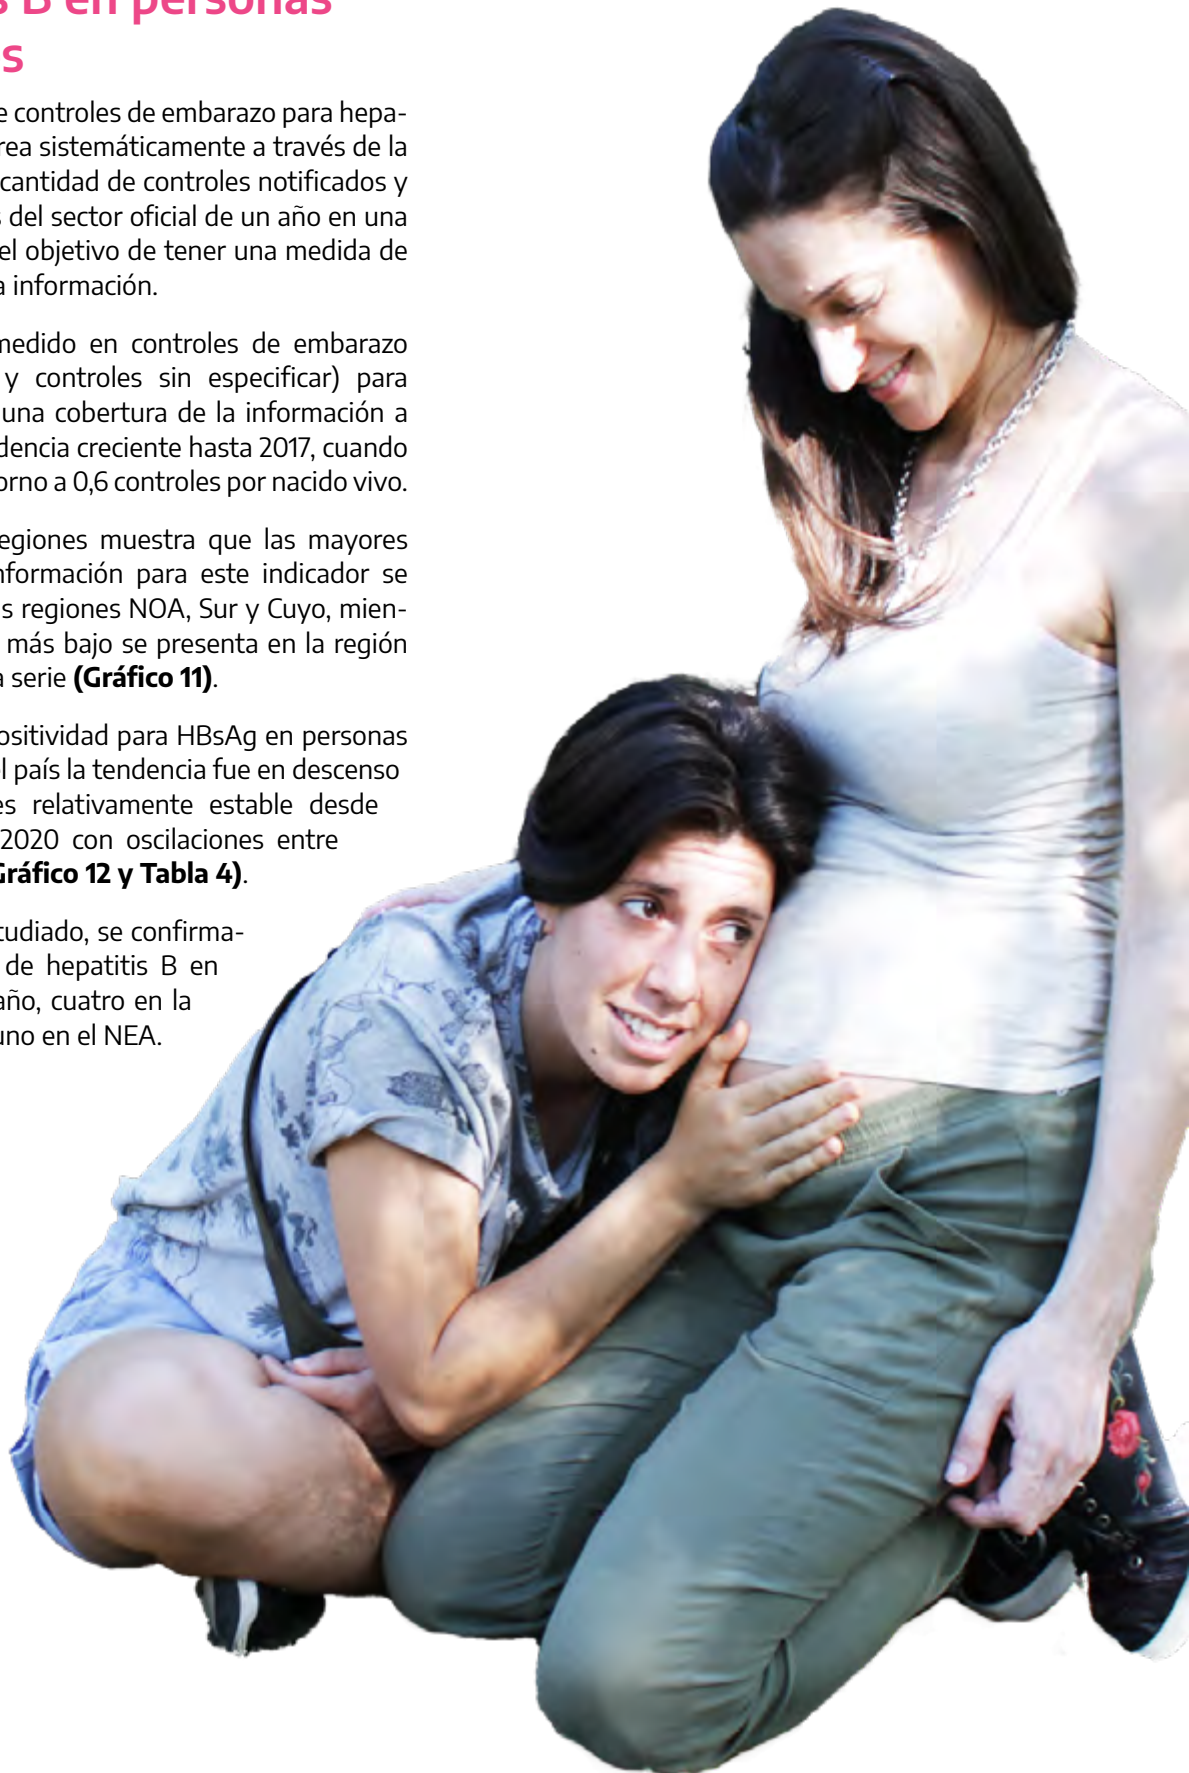 B en personas
s
e controles de embarazo para hepa-
rea sistemáticamente a través de la
cantidad de controles notificados y
s del sector oficial de un año en una
el objetivo de tener una medida de
a información.
medido en controles de embarazo
y controles sin especificar) para
una cobertura de la información a
dencia creciente hasta 2017, cuando
orno a 0,6 controles por nacido vivo.
egiones muestra que las mayores
nformación para este indicador se
s regiones NOA, Sur y Cuyo, mien-
más bajo se presenta en la región
a serie (Gráfico 11).
ositividad para HBsAg en personas
el país la tendencia fue en descenso
es relativamente estable desde
2020 con oscilaciones entre
Gráfico 12 y Tabla 4).
tudiado, se confirma-
de hepatitis B en
año, cuatro en la
uno en el NEA.